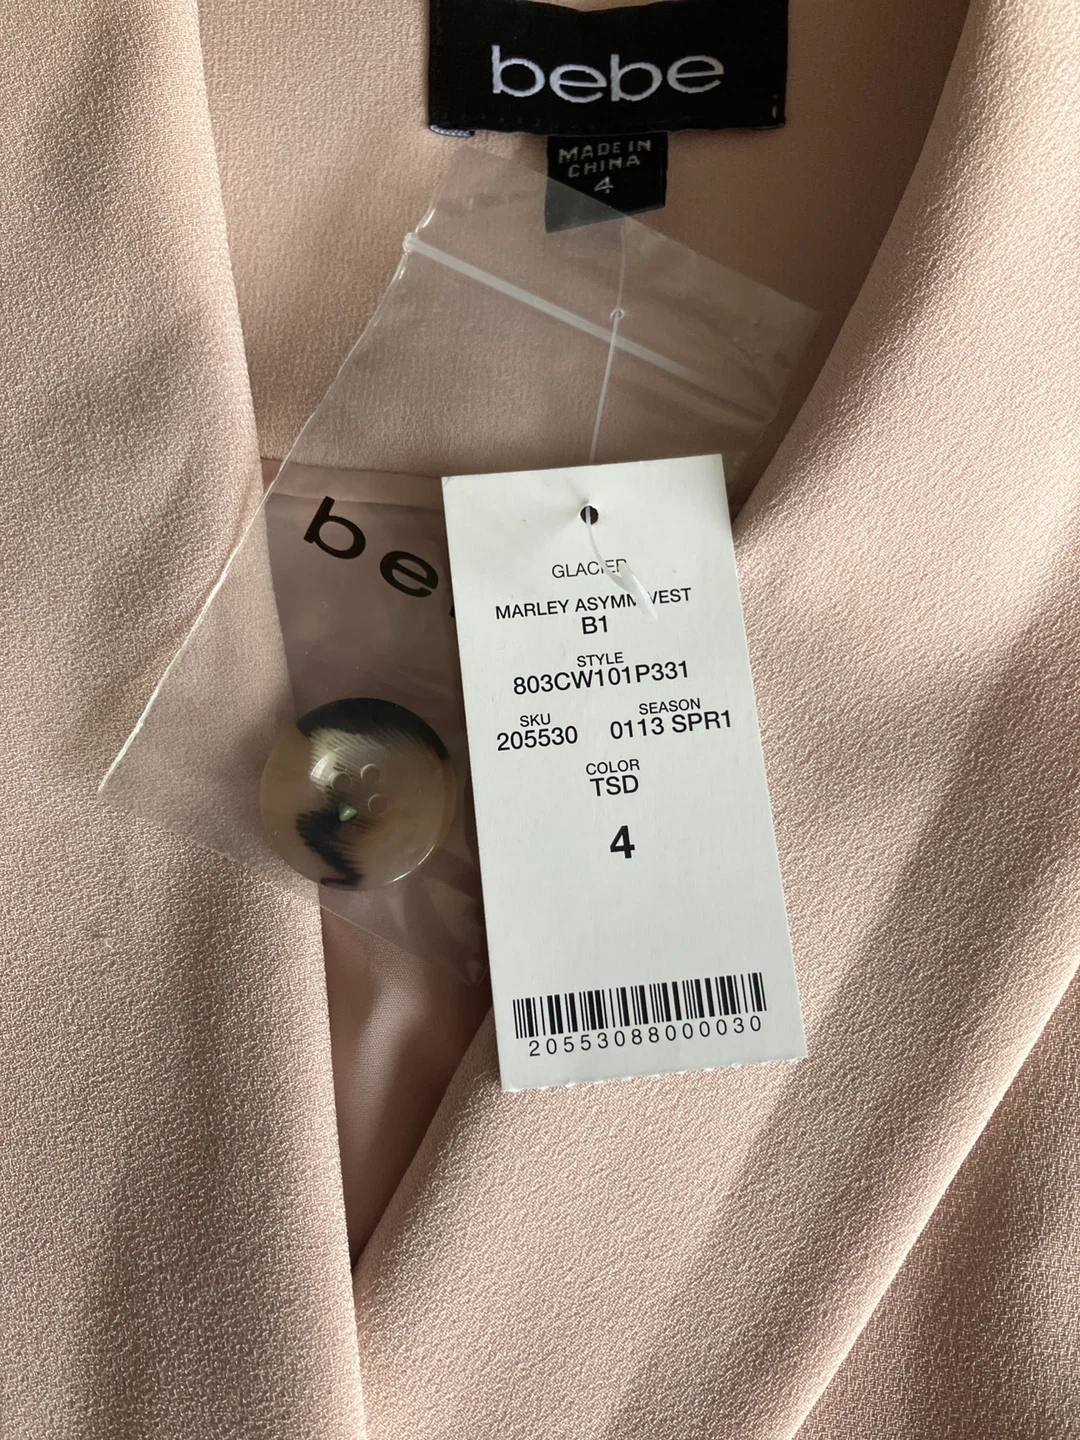 bebe
MADE IN
CHINA
4
be
GLACIER
MARLEY ASYMM VEST
B1
STYLE
803CW101P331
SKU
205530
SEASON
0113 SPR1
COLOR
TSD
4
20553088000030